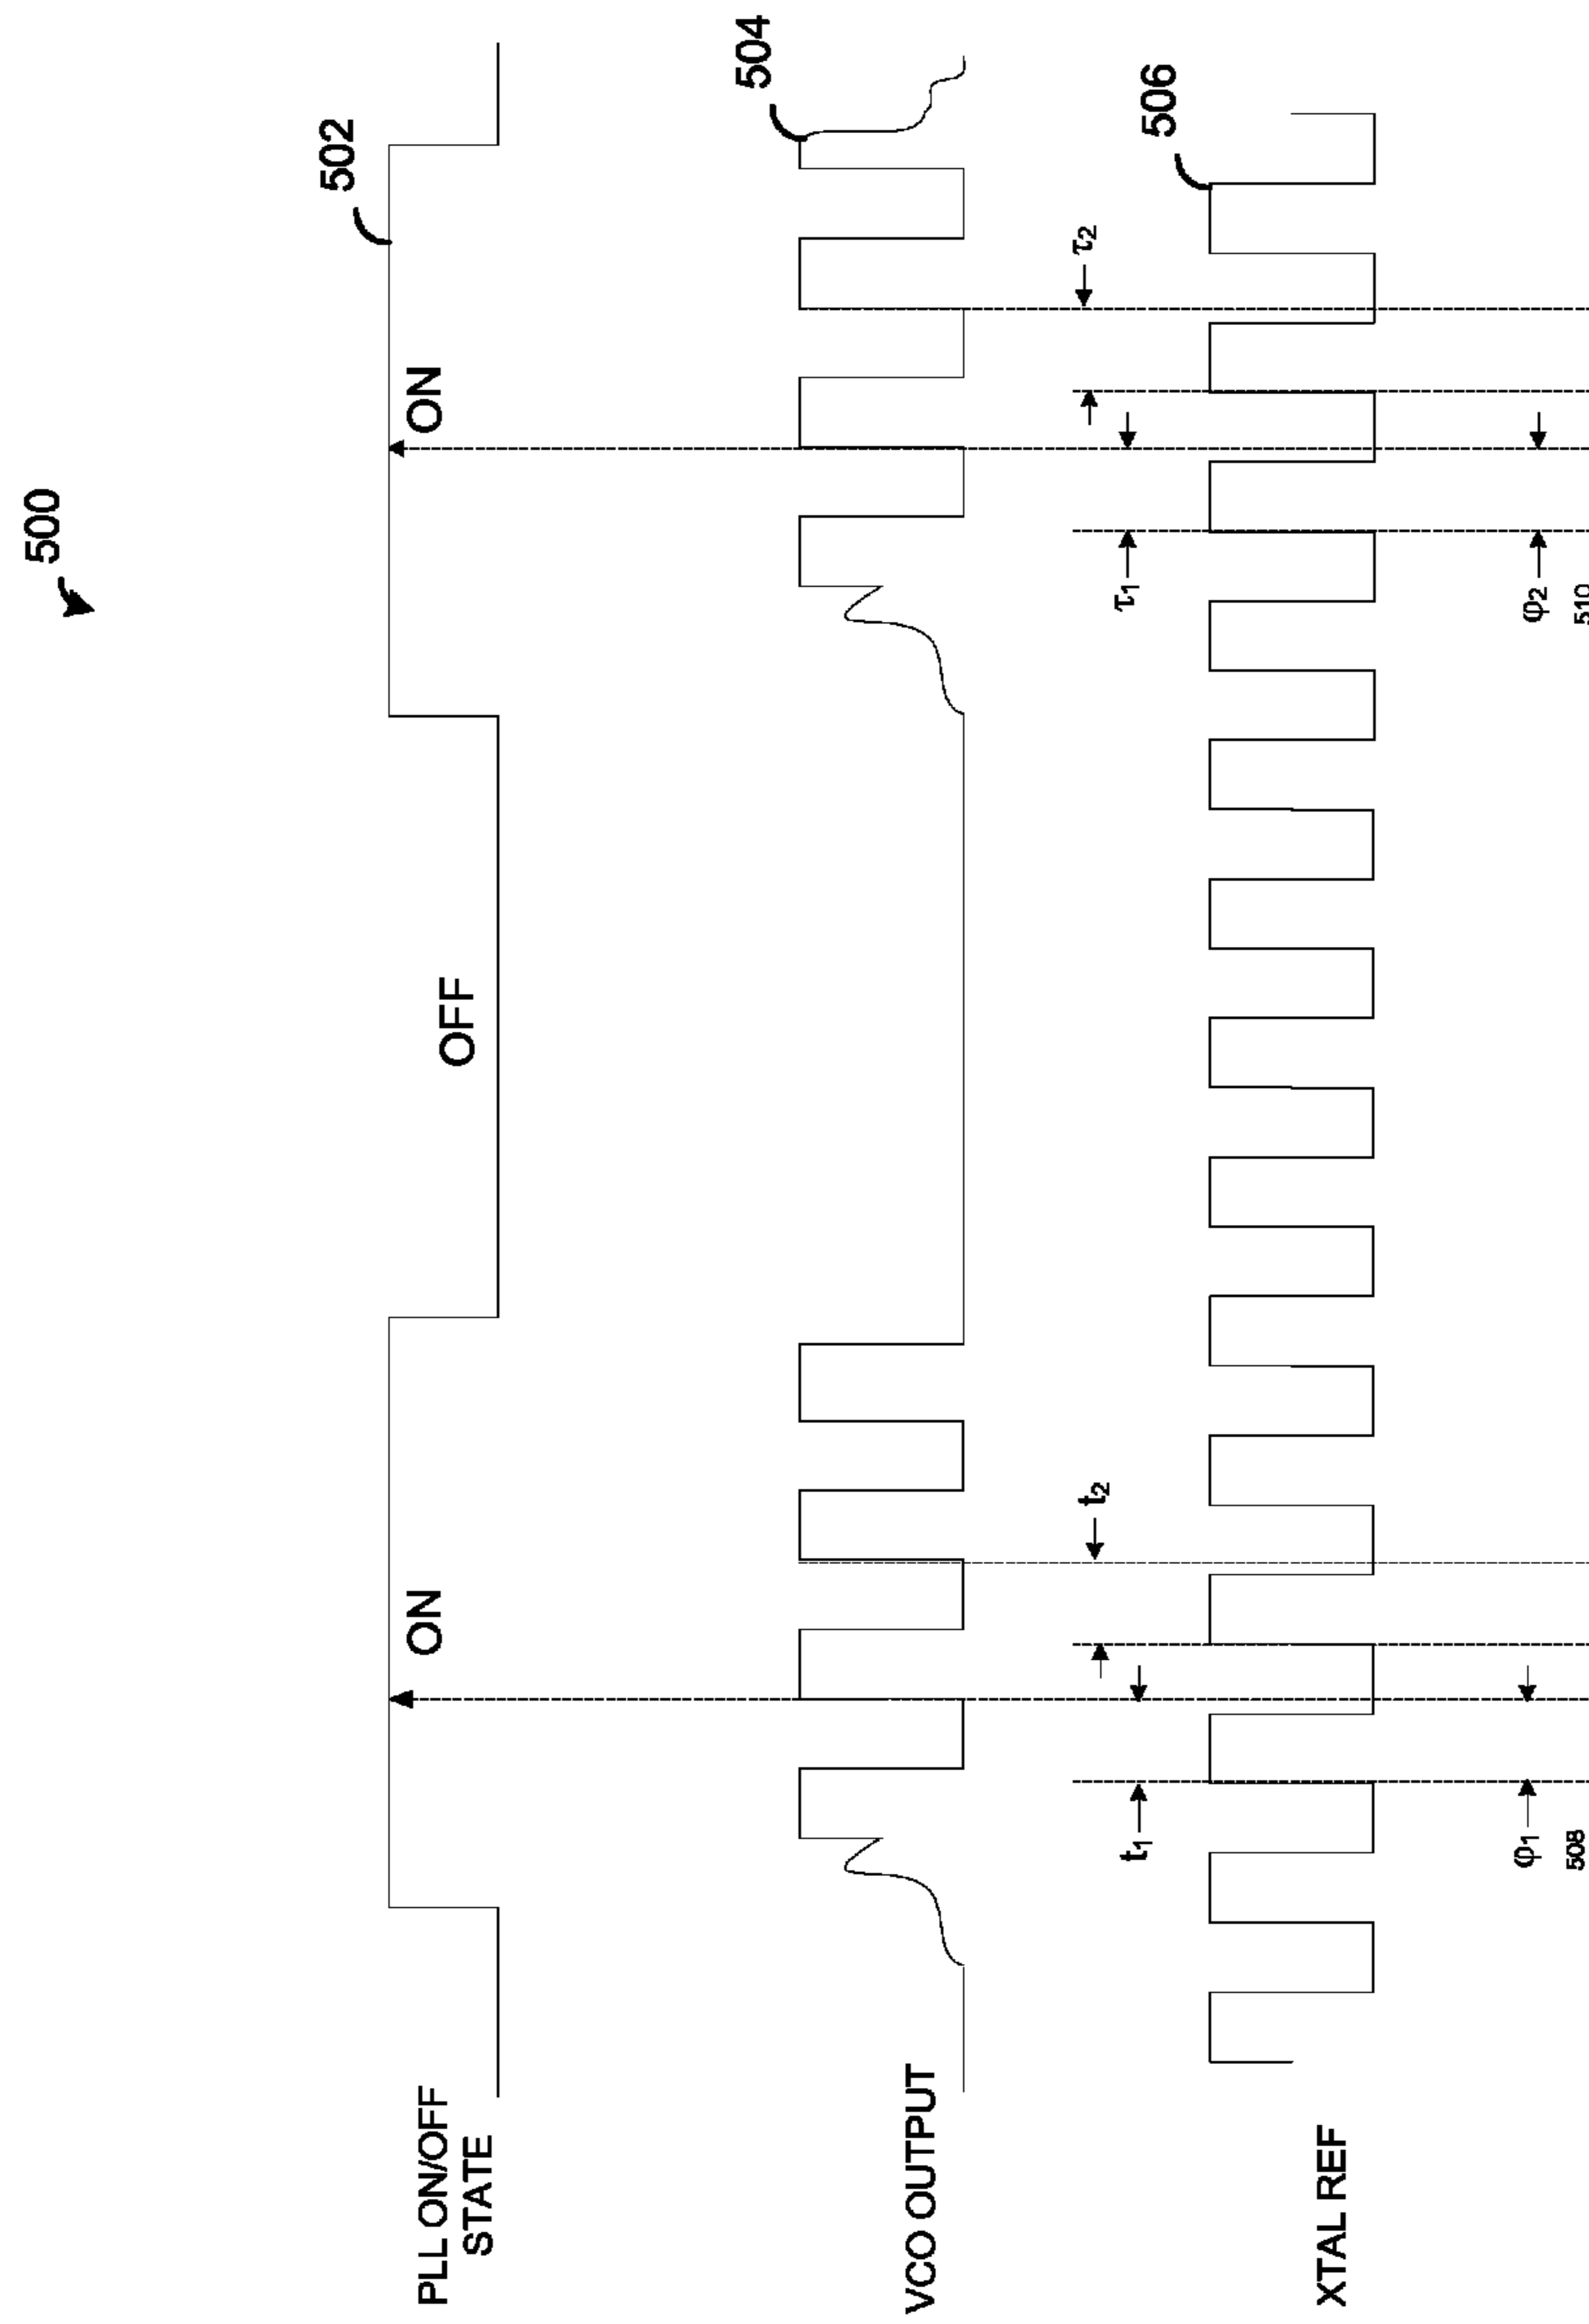 500
502
PLL ON/OFF
STATE
ON
OFF
ON
504
VCO OUTPUT
t₁
t₂
τ₁
τ₂
506
XTAL REF
φ₁
508
φ₂
510